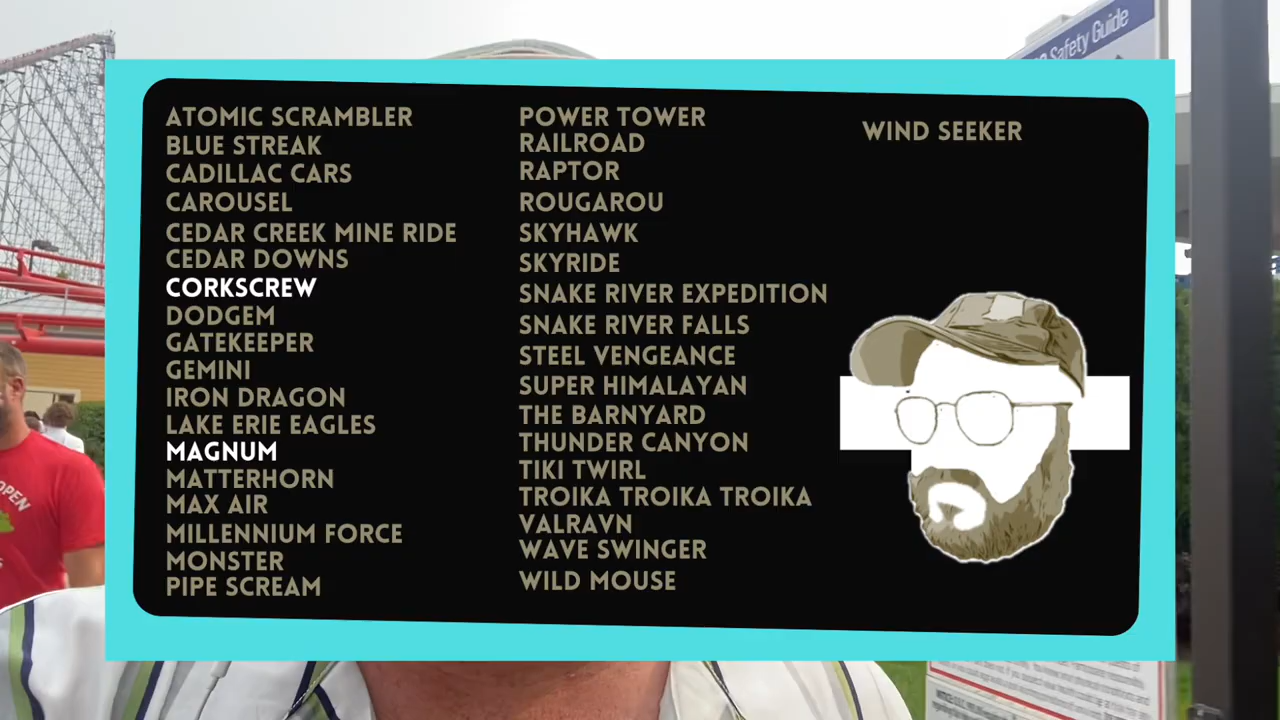 Safety Guide
ATOMIC SCRAMBLER
BLUE STREAK
CADILLAC CARS
CAROUSEL
CEDAR CREEK MINE RIDE
CEDAR DOWNS
CORKSCREW
DODGEM
GATEKEEPER
GEMINI
IRON DRAGON
LAKE ERIE EAGLES
MAGNUM
MATTERHORN
MAX AIR
MILLENNIUM FORCE
MONSTER
PIPE SCREAM
POWER TOWER
RAILROAD
RAPTOR
ROUGAROU
SKYHAWK
SKYRIDE
SNAKE RIVER EXPEDITION
SNAKE RIVER FALLS
STEEL VENGEANCE
SUPER HIMALAYAN
THE BARNYARD
THUNDER CANYON
TIKI TWIRL
TROIKA TROIKA TROIKA
VALRAVN
WAVE SWINGER
WILD MOUSE
WIND SEEKER
OPEN